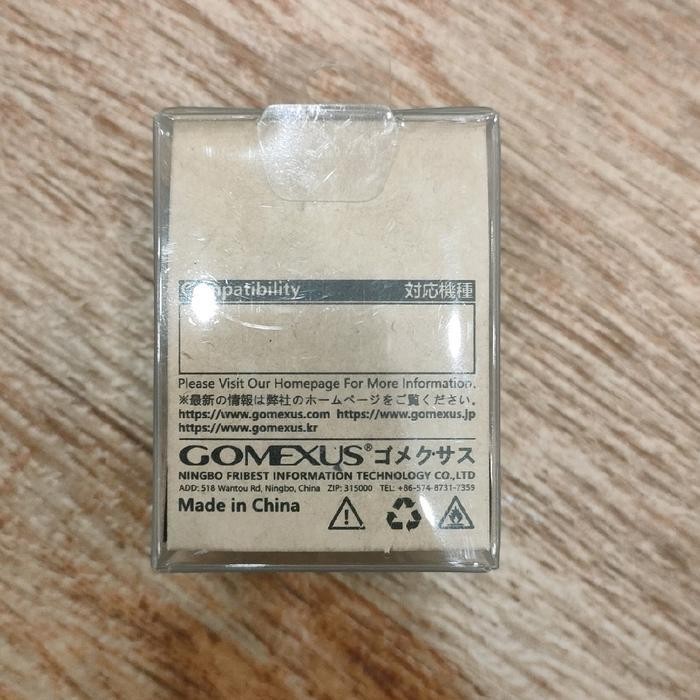 Compatibility 対応機種
Please Visit Our Homepage For More Information.
※最新の情報は弊社のホームページをご覧ください。
https://www.gomexus.com https://www.gomexus.jp
https://www.gomexus.kr
GOMEXUS®ゴメクサス
NINGBO FRIBEST INFORMATION TECHNOLOGY CO.,LTD
ADD: 518 Wantou Rd, Ningbo, China ZIP: 315000 TEL: +86-574-8731-7359
Made in China